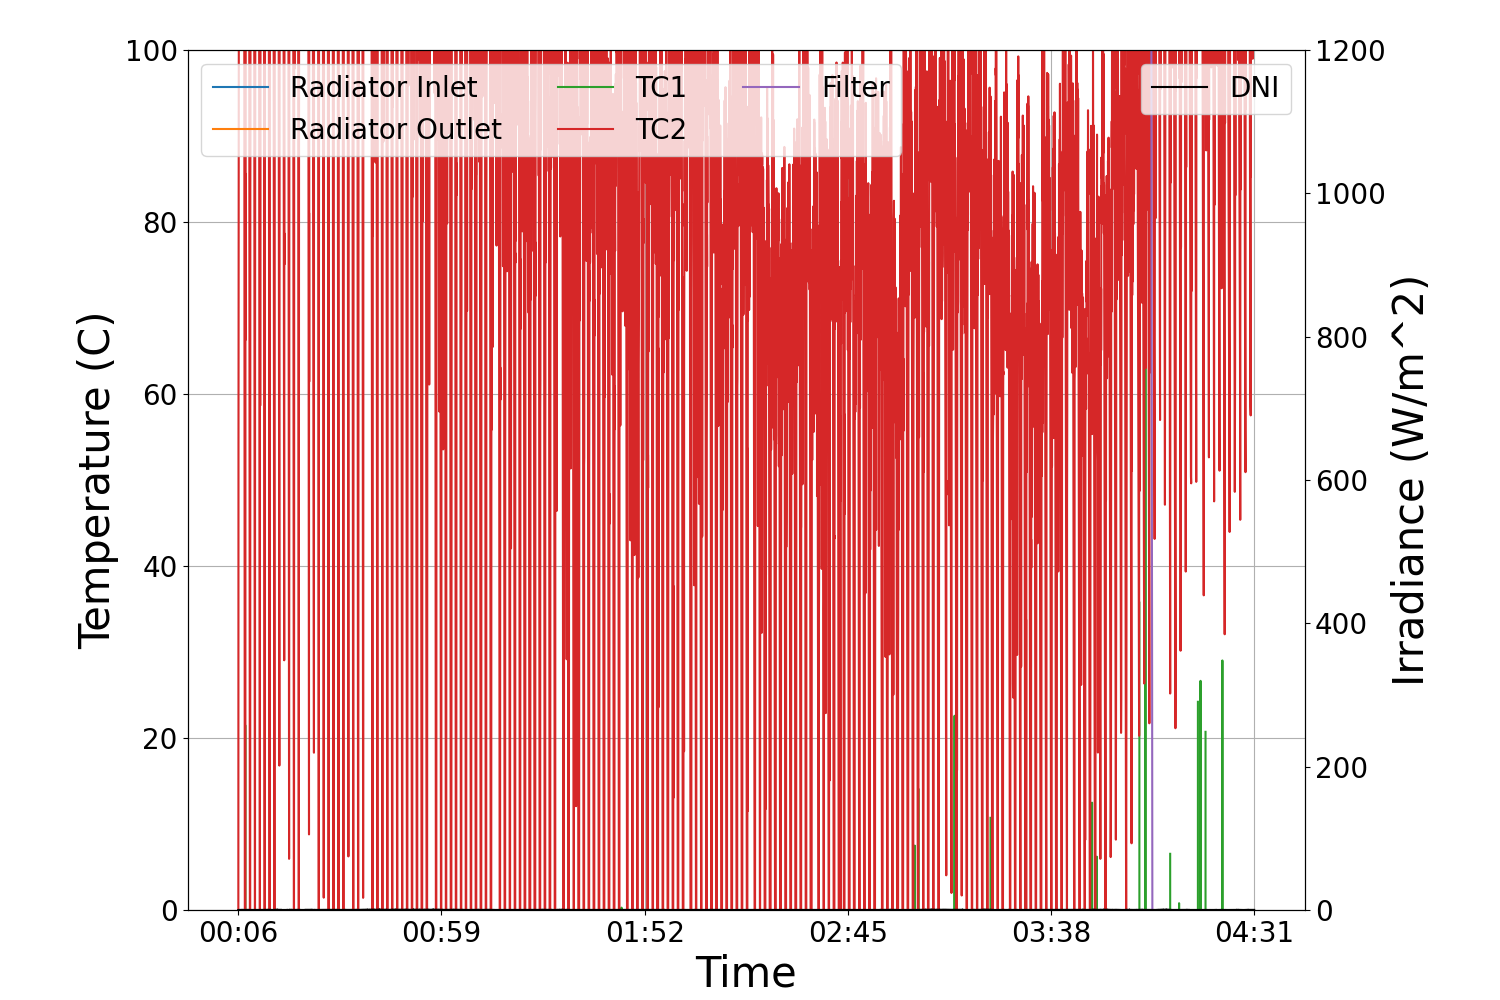 100
80
60
40
20
0
Temperature (C)
Radiator Inlet
Radiator Outlet
TC1
TC2
Filter
DNI
1200
1000
800
600
400
200
0
Irradiance (W/m^2)
00:06
00:59
01:52
02:45
03:38
04:31
Time